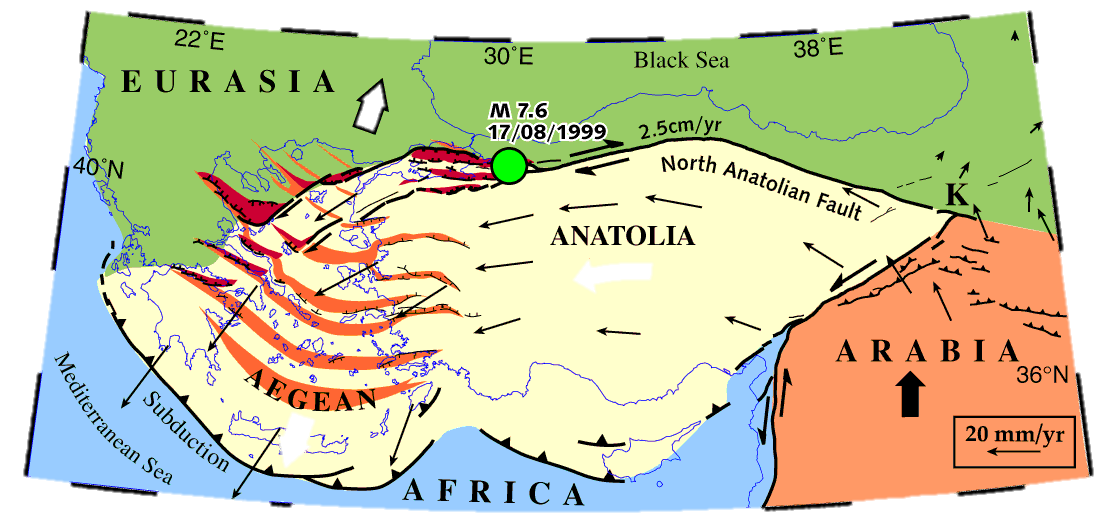 22°E
30°E
38°E
EURASIA
Black Sea
M 7.6
17/08/1999
2.5cm/yr
40°N
North Anatolian Fault
K
ANATOLIA
ARABIA
36°N
AEGEAN
Mediterranean Sea
Subduction
20 mm/yr
AFRICA